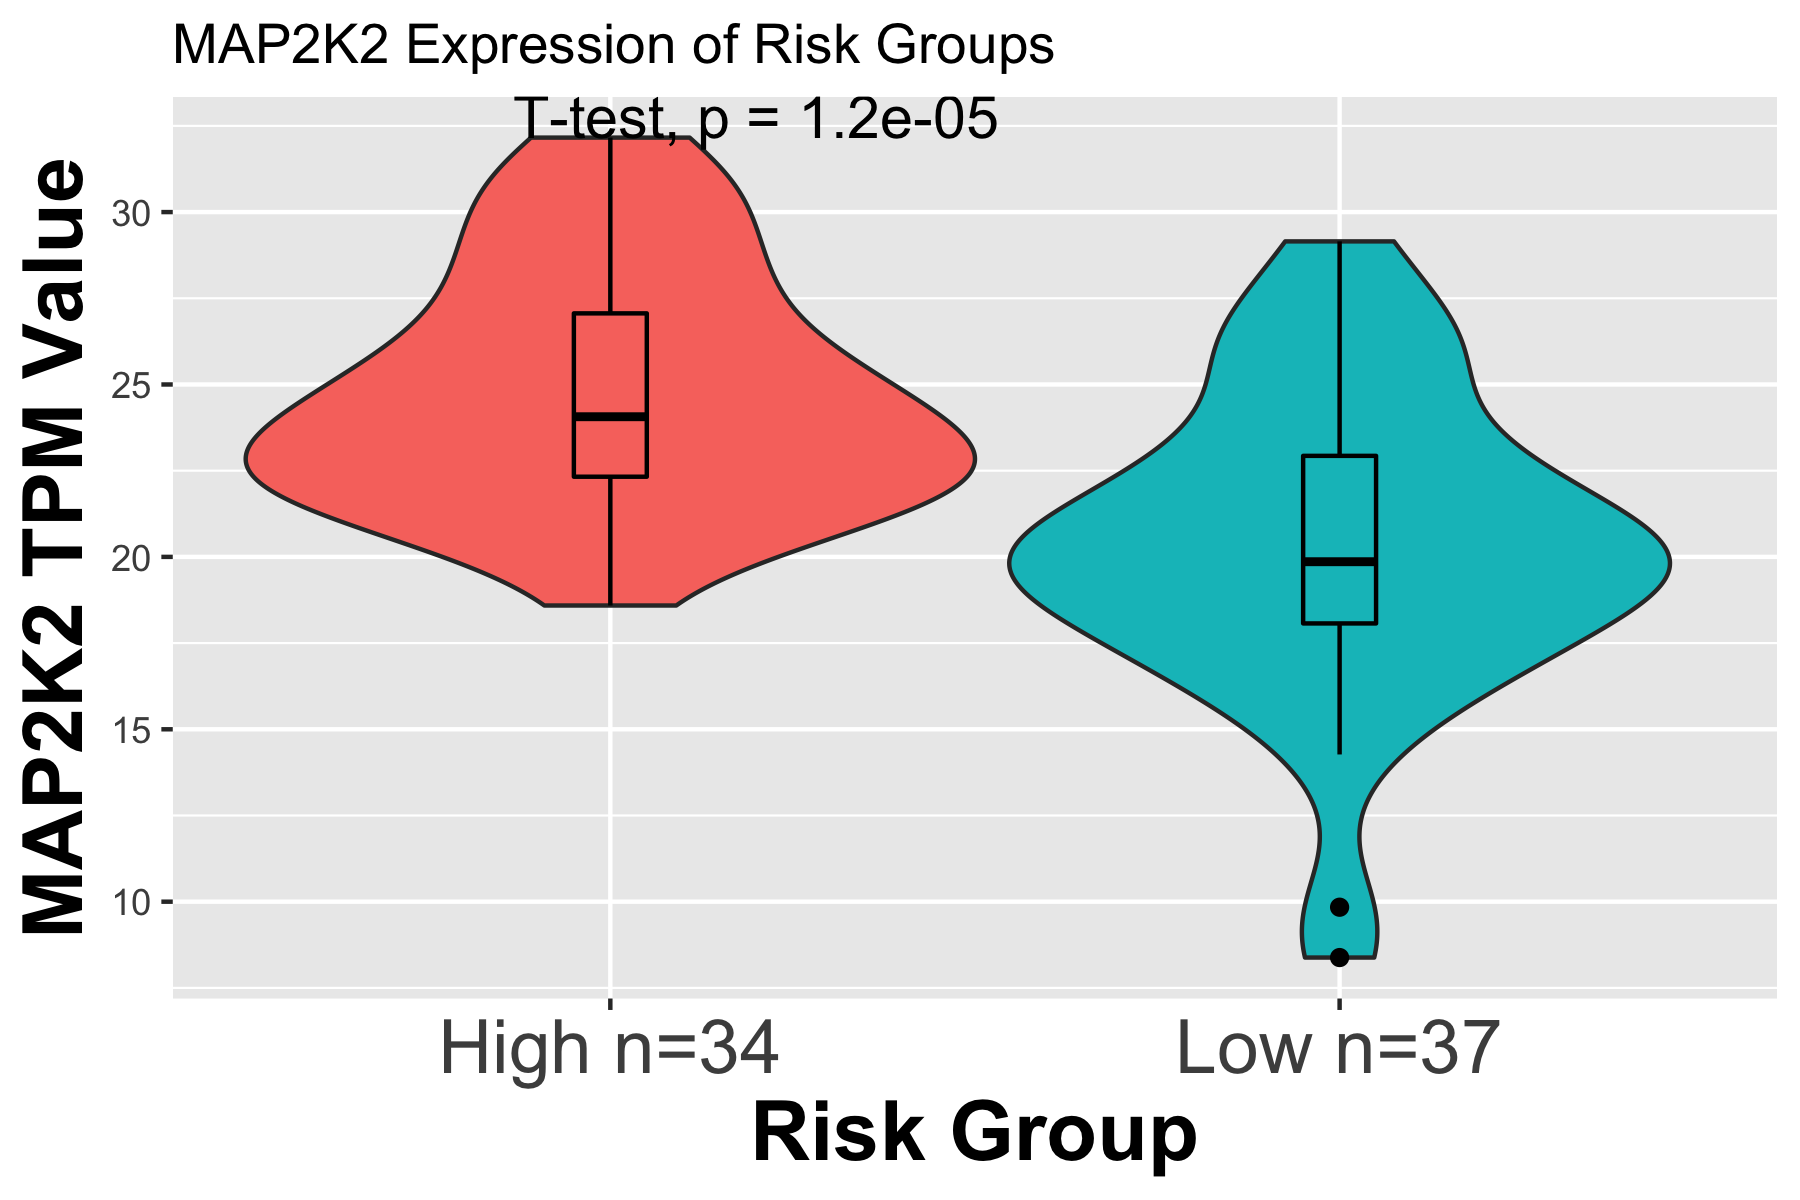 MAP2K2 Expression of Risk Groups
T-test, p = 1.2e-05
MAP2K2 TPM Value
30
25
20
15
10
High n=34
Low n=37
Risk Group